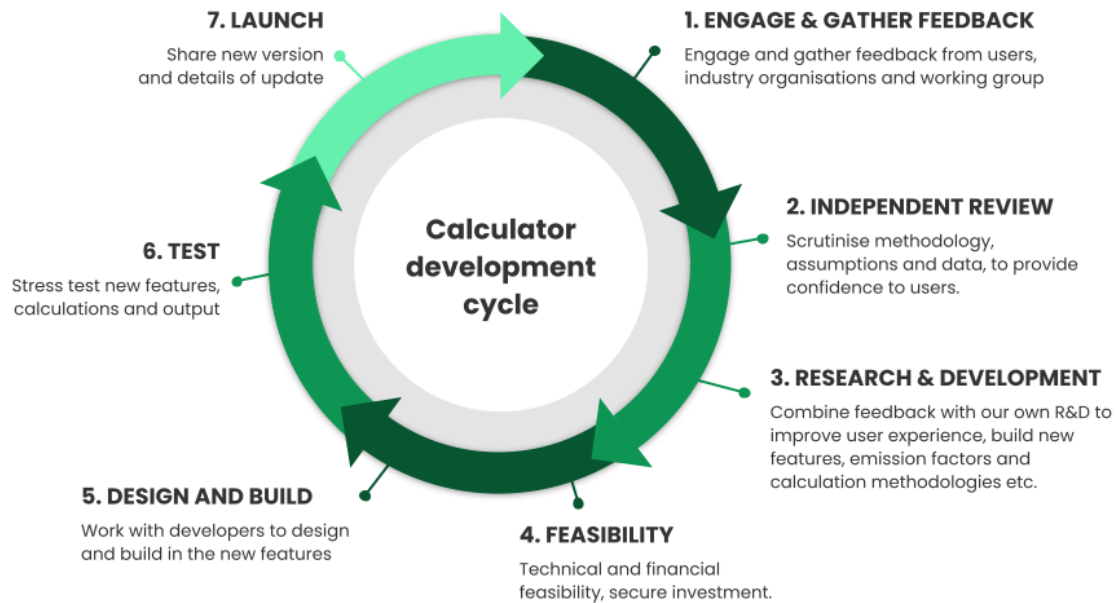 7. LAUNCH
Share new version
and details of update
1. ENGAGE & GATHER FEEDBACK
Engage and gather feedback from users,
industry organisations and working group
2. INDEPENDENT REVIEW
Scrutinise methodology,
assumptions and data, to provide
confidence to users.
3. RESEARCH & DEVELOPMENT
Combine feedback with our own R&D to
improve user experience, build new
features, emission factors and
calculation methodologies etc.
4. FEASIBILITY
Technical and financial
feasibility, secure investment.
5. DESIGN AND BUILD
Work with developers to design
and build in the new features
6. TEST
Stress test new features,
calculations and output
Calculator
development
cycle